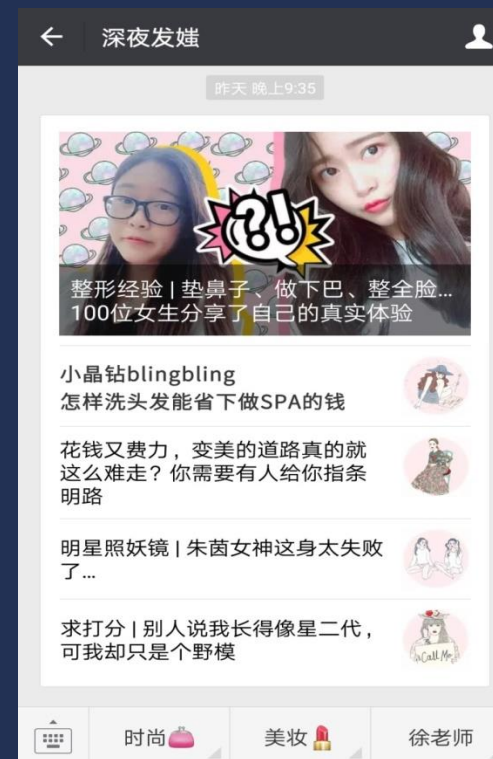 深夜发媸
昨天 晚上9:35
?!
整形经验 | 垫鼻子、做下巴、整全脸...
100位女生分享了自己的真实体验
小晶钻blingbling
怎样洗头发能省下做SPA的钱
花钱又费力，变美的道路真的就
这么难走？你需要有人给你指条
明路
明星照妖镜 | 朱茵女神这身太失败
了...
求打分 | 别人说我长得像星二代，
可我却只是个野模
Call Me
时尚
美妆
徐老师